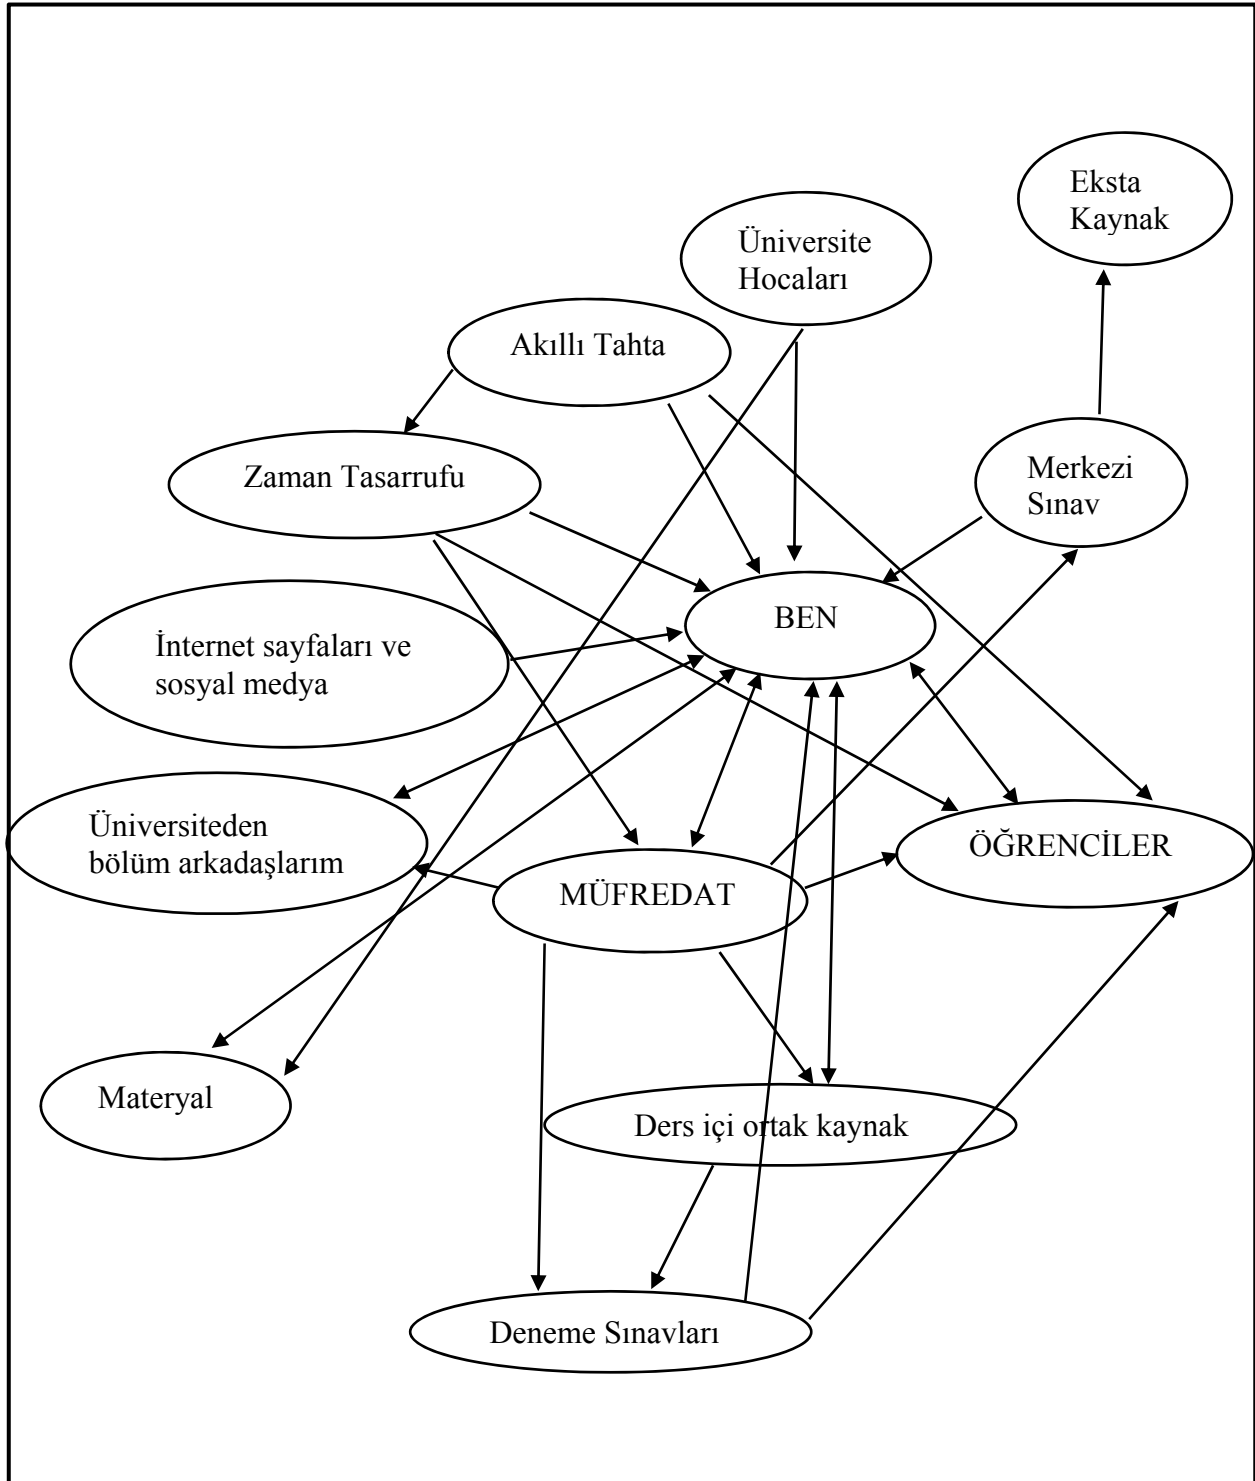 Eksta
Kaynak
Üniversite
Hocaları
Akıllı Tahta
Merkezi
Sınav
Zaman Tasarrufu
BEN
İnternet sayfaları ve
sosyal medya
Üniversiteden
bölüm arkadaşlarım
ÖĞRENCİLER
MÜFREDAT
Materyal
Ders içi ortak kaynak
Deneme Sınavları